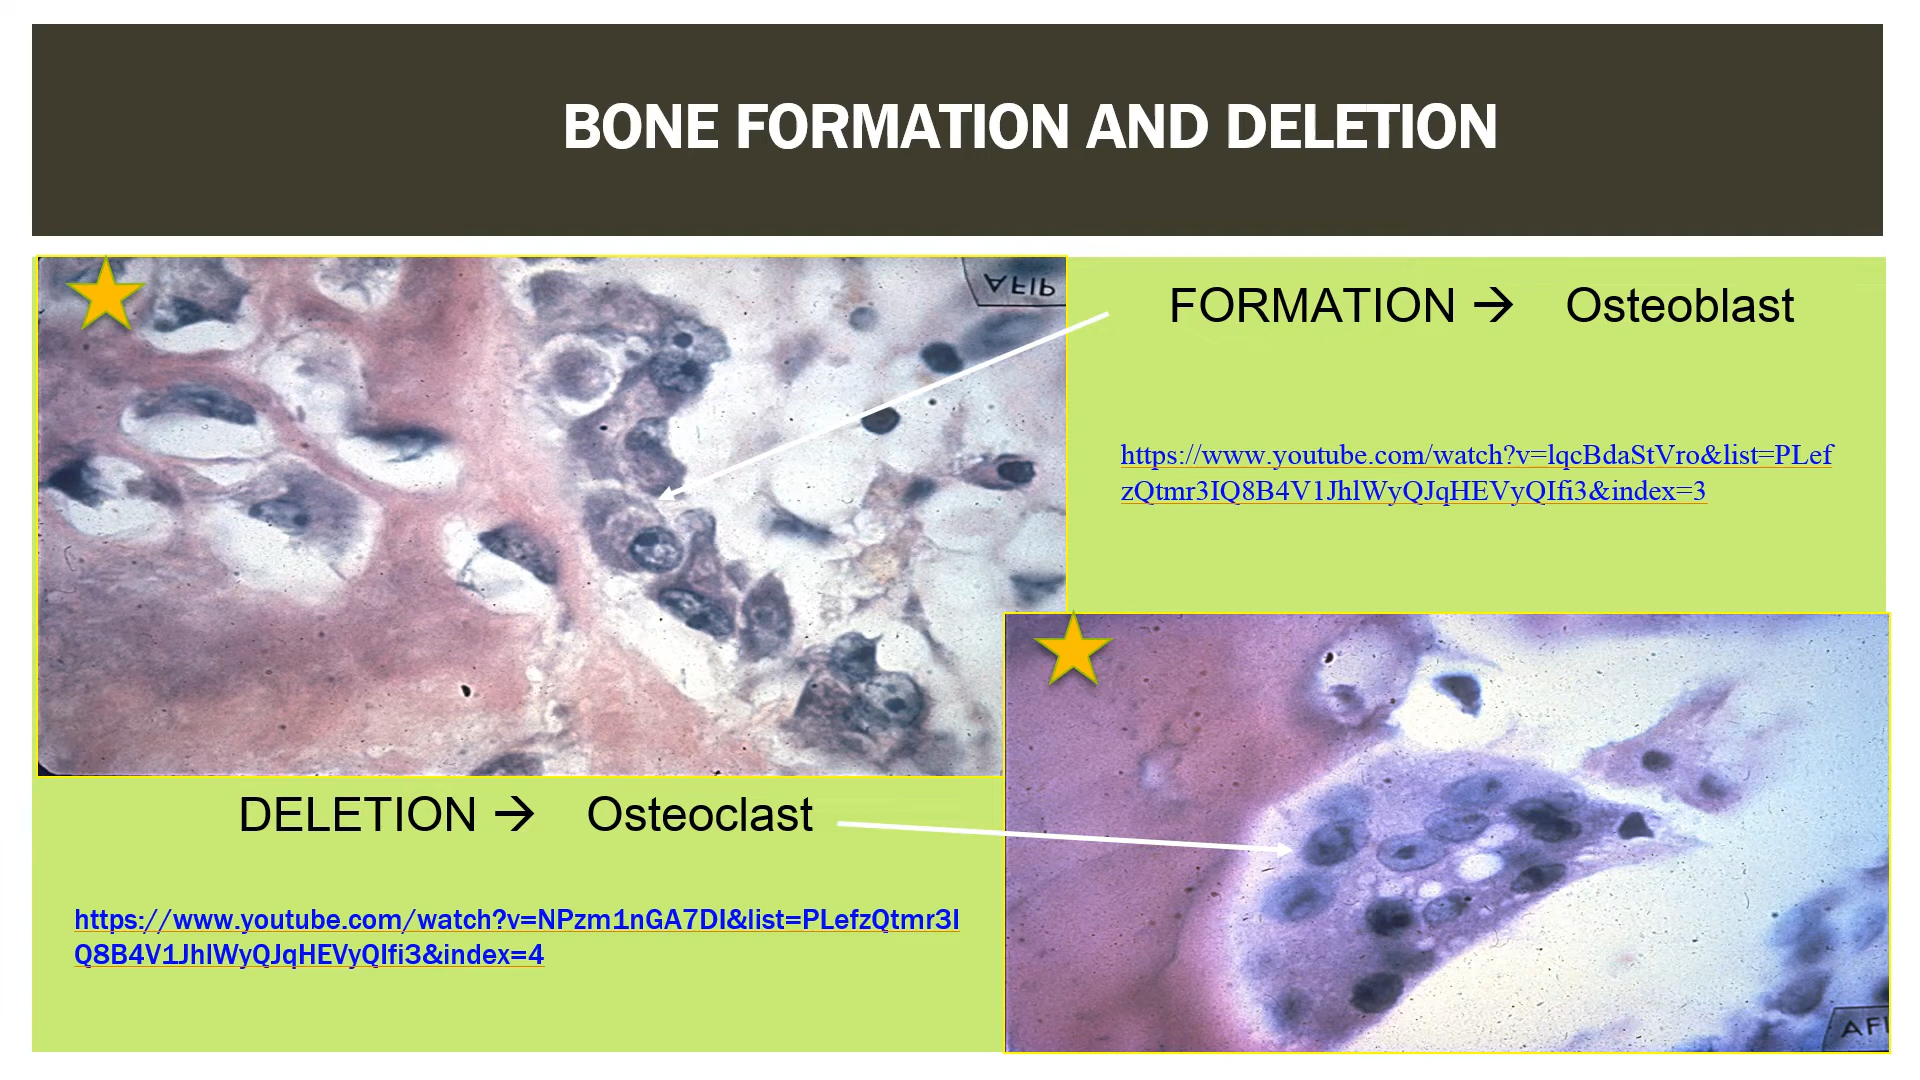 BONE FORMATION AND DELETION
AFIP
FORMATION → Osteoblast
https://www.youtube.com/watch?v=lqcBdaStVro&list=PLef
zQtmr3IQ8B4V1JhlWyQJqHEVyQIfi3&index=3
DELETION → Osteoclast
https://www.youtube.com/watch?v=NPzm1nGA7DI&list=PLefzQtmr3I
Q8B4V1JhlWyQJqHEVyQIfi3&index=4
AFI